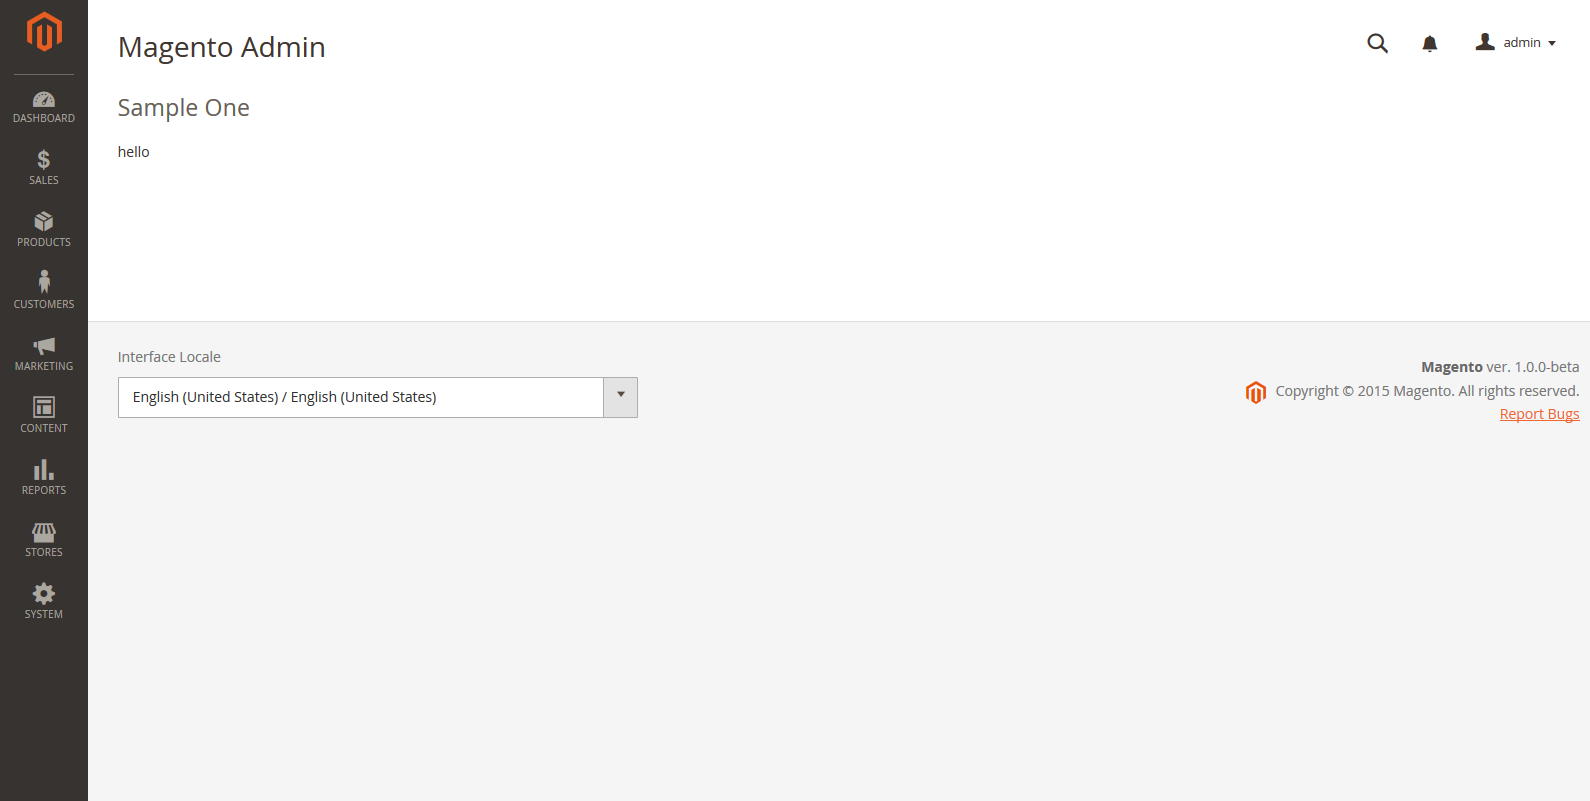 Magento Admin
admin
Sample One
hello
DASHBOARD
SALES
PRODUCTS
CUSTOMERS
MARKETING
CONTENT
REPORTS
STORES
SYSTEM
Interface Locale
English (United States) / English (United States)
Magento ver. 1.0.0-beta
Copyright © 2015 Magento. All rights reserved.
Report Bugs